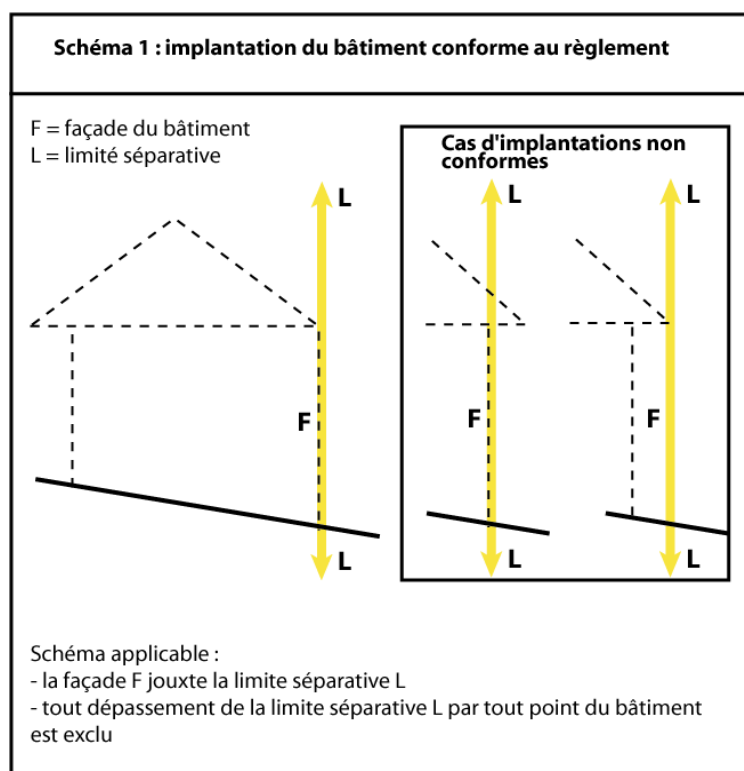 Schéma 1 : implantation du bâtiment conforme au règlement
F = façade du bâtiment
L = limité séparative
Cas d'implantations non
conformes
L
L
L
F
F
F
L
L
L
Schéma applicable :
- la façade F jouxte la limite séparative L
- tout dépassement de la limite séparative L par tout point du bâtiment
est exclu